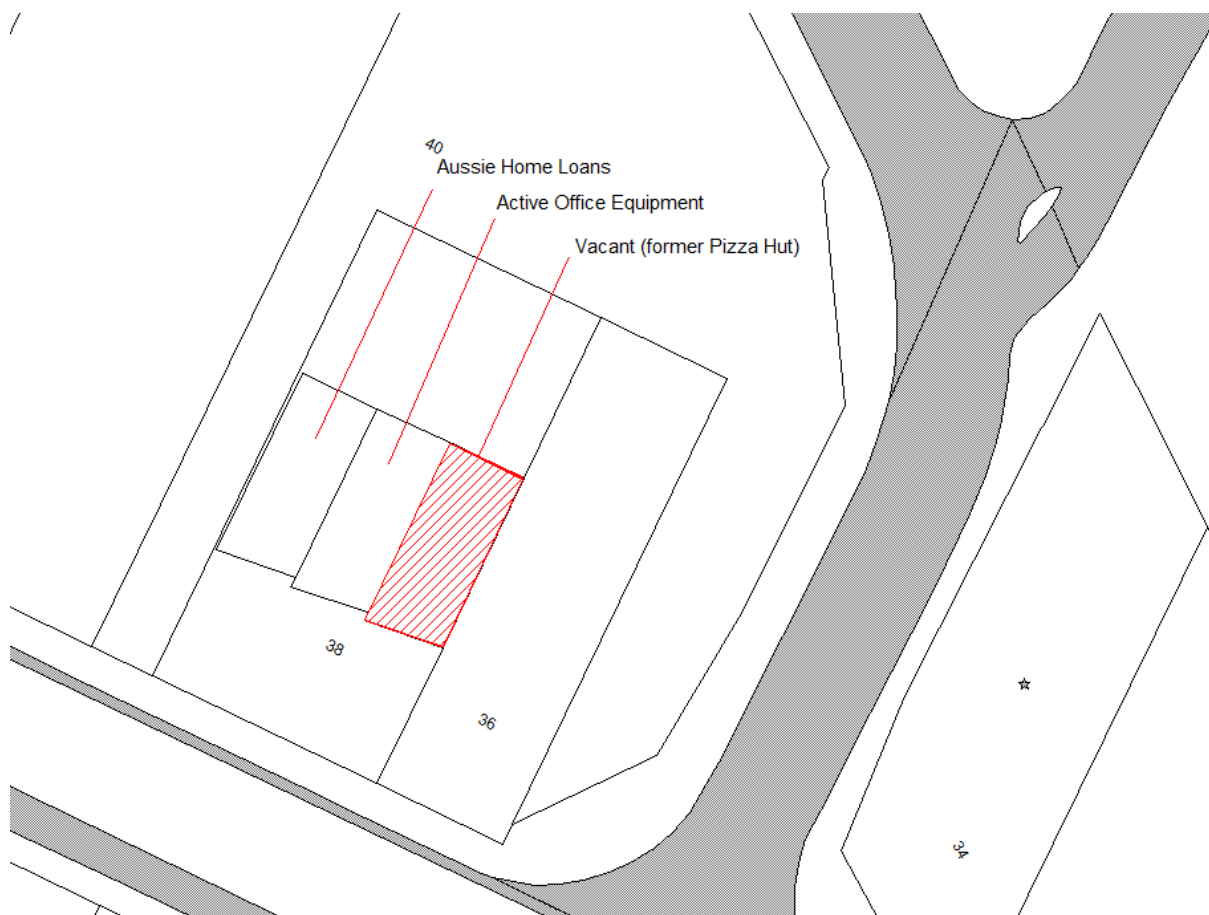 40
Aussie Home Loans
Active Office Equipment
Vacant (former Pizza Hut)
38
36
34